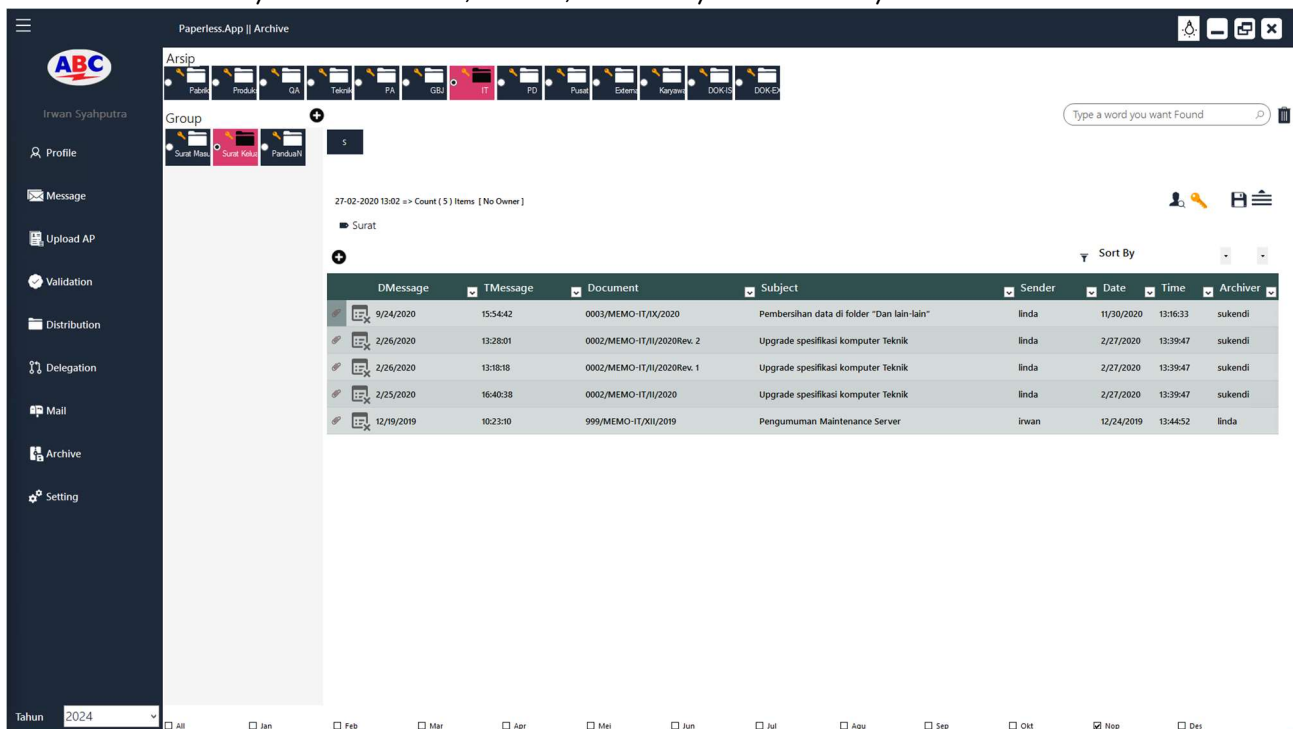 Paperless.App || Archive
ABC
Irwan Syahputra
Profile
Message
Upload AP
Validation
Distribution
Delegation
Mail
Archive
Setting
Tahun 2024
Arsip
Pabrik Produk QA Teknik PA GBJ IT PD Pusat Externa Karyawa DOK-IS DOK-EX
Group
Surat Masu Surat Kelua PanduaN
S
Type a word you want Found
27-02-2020 13:02 => Count ( 5 ) Items [ No Owner ]
Surat
Sort By
DMessage TMessage Document Subject Sender Date Time Archiver
9/24/2020 15:54:42 0003/MEMO-IT/IX/2020 Pembersihan data di folder “Dan lain-lain” linda 11/30/2020 13:16:33 sukendi
2/26/2020 13:28:01 0002/MEMO-IT/II/2020Rev. 2 Upgrade spesifikasi komputer Teknik linda 2/27/2020 13:39:47 sukendi
2/26/2020 13:18:18 0002/MEMO-IT/II/2020Rev. 1 Upgrade spesifikasi komputer Teknik linda 2/27/2020 13:39:47 sukendi
2/25/2020 16:40:38 0002/MEMO-IT/II/2020 Upgrade spesifikasi komputer Teknik linda 2/27/2020 13:39:47 sukendi
12/19/2019 10:23:10 999/MEMO-IT/XII/2019 Pengumuman Maintenance Server irwan 12/24/2019 13:44:52 linda
All Jan Feb Mar Apr Mei Jun Jul Agu Sep Okt Nop Des